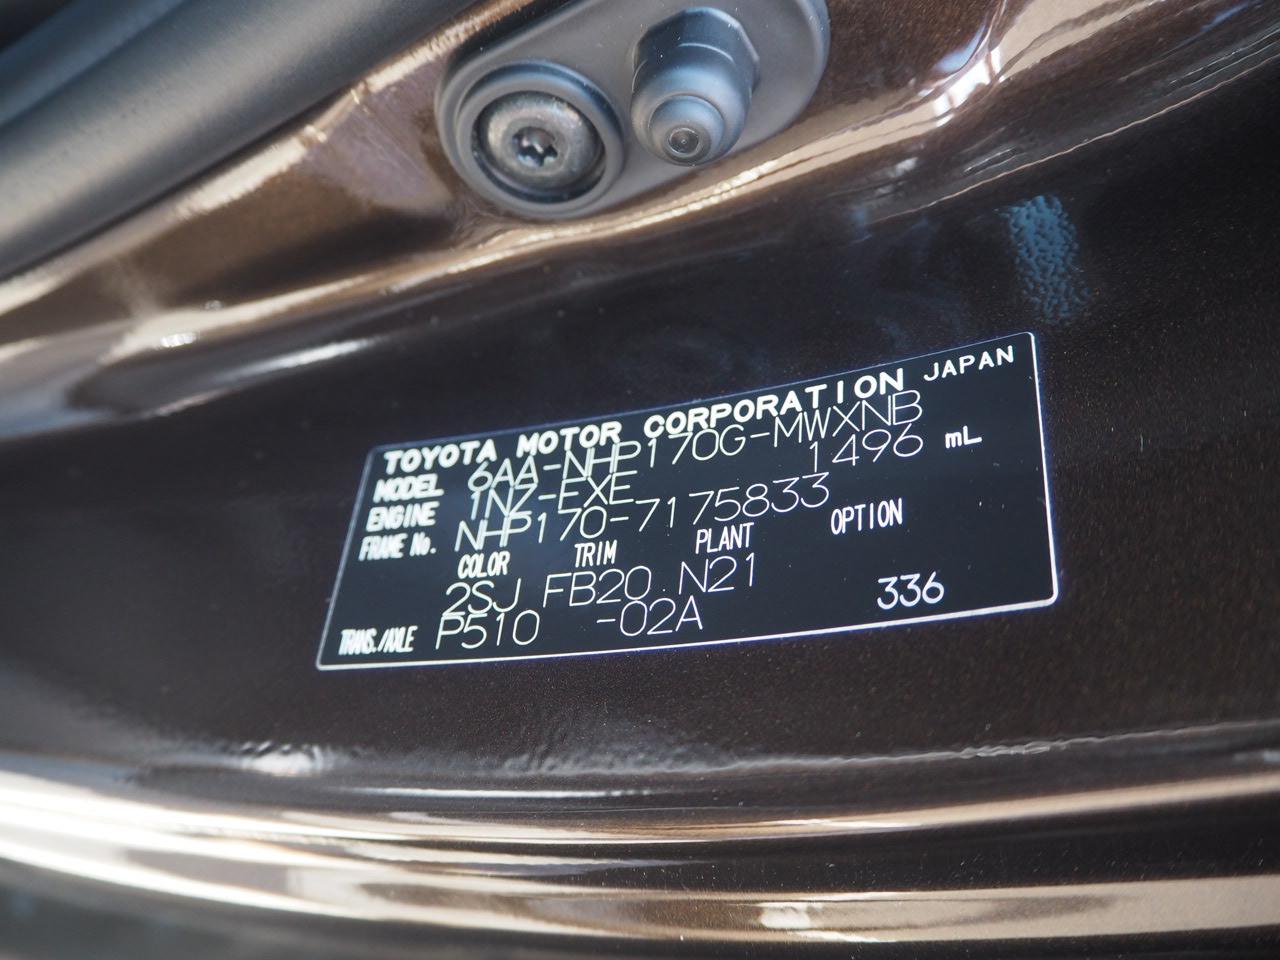 TOYOTA MOTOR CORPORATION JAPAN
MODEL 6AA-NHP170G-MWXNB
ENGINE 1NZ-EXE 1496 mL
FRAME No. NHP170-7175833
COLOR TRIM PLANT OPTION
2SJ FB20 N21
TRANS./AXLE P510 -02A 336